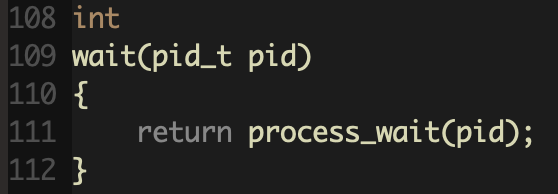 108 int
109 wait(pid_t pid)
110 {
111     return process_wait(pid);
112 }